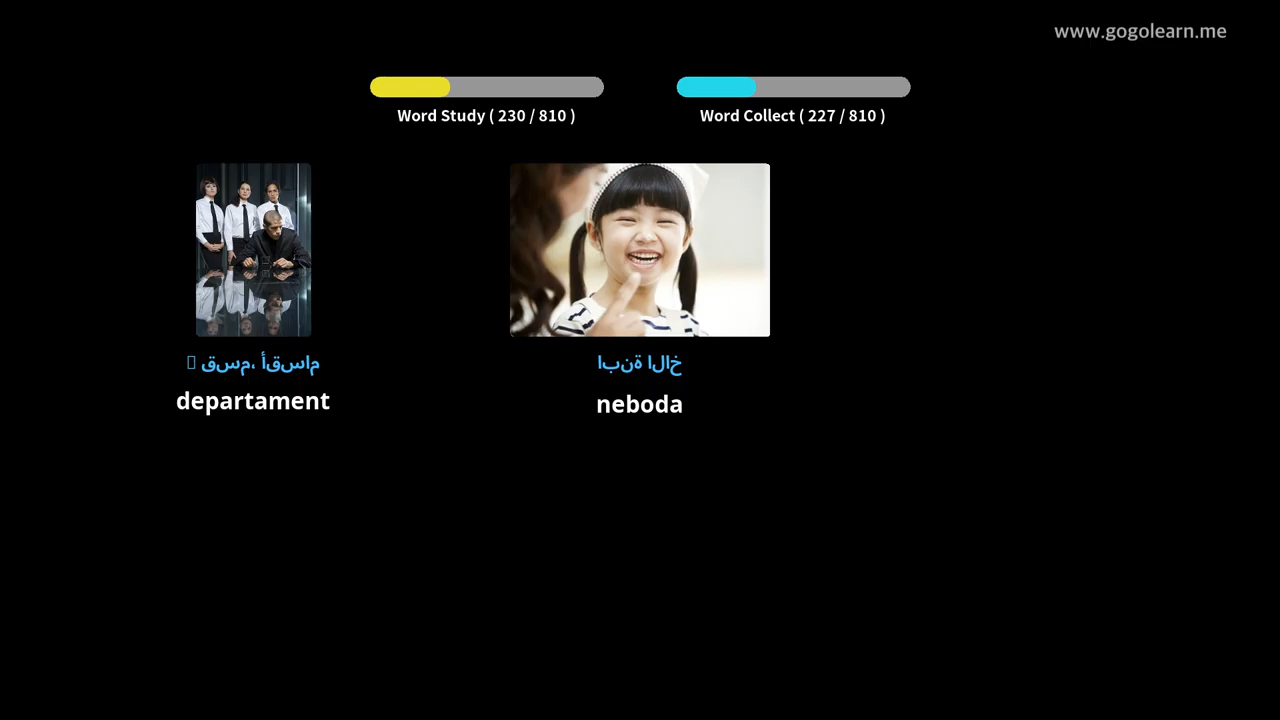 www.gogolearn.me
Word Study ( 230 / 810 )
Word Collect ( 227 / 810 )
قسم، أقسام
departament
ابنة الاخ
neboda